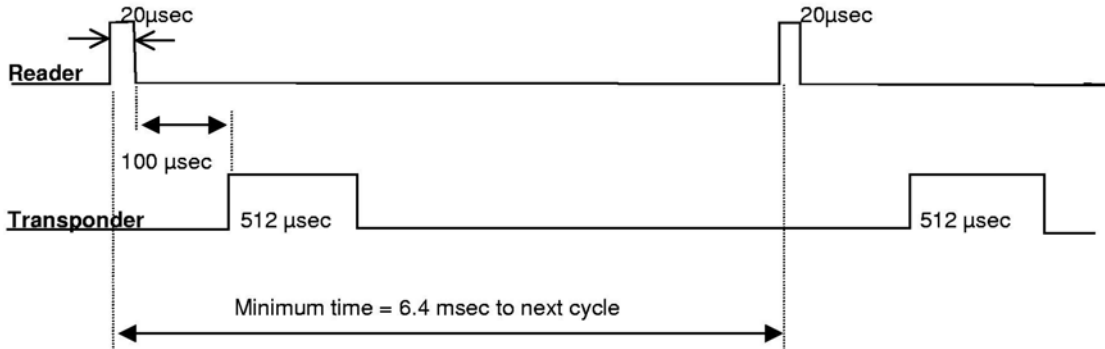 20µsec
20µsec
Reader
100 µsec
Transponder
512 µsec
512 µsec
Minimum time = 6.4 msec to next cycle